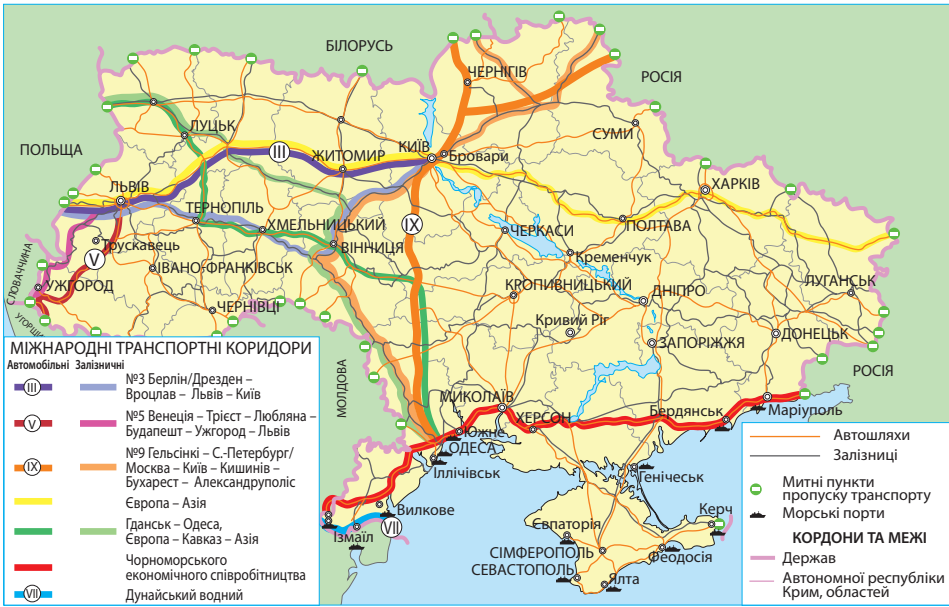 БІЛОРУСЬ
РОСІЯ
ПОЛЬЩА
ЧЕРНІГІВ
СУМИ
ЛУЦЬК
ЖИТОМИР
КИЇВ
Бровари
III
ЛЬВІВ
ХАРКІВ
ТЕРНОПІЛЬ
ХМЕЛЬНИЦЬКИЙ
IX
ПОЛТАВА
ЧЕРКАСИ
Трускавець
ВІННИЦЯ
V
Кременчук
СЛОВАЧЧИНА
ІВАНО-ФРАНКІВСЬК
ЛУГАНСЬК
УЖГОРОД
КРОПИВНИЦЬКИЙ
ДНІПРО
ЧЕРНІВЦІ
Кривий Ріг
ДОНЕЦЬК
ЗАПОРІЖЖЯ
МОЛДОВА
РОСІЯ
МИКОЛАЇВ
ХЕРСОН
Бердянськ
Маріуполь
Южне
ОДЕСА
Іллічівськ
Генічеськ
Вилкове
VII
Ізмаїл
Керч
Євпаторія
СІМФЕРОПОЛЬ
Феодосія
СЕВАСТОПОЛЬ
Ялта
МІЖНАРОДНІ ТРАНСПОРТНІ КОРИДОРИ
Автомобільні Залізничні
III №3 Берлін/Дрезден –
Вроцлав – Львів – Київ
V №5 Венеція – Трієст – Любляна –
Будапешт – Ужгород – Львів
IX №9 Гельсінкі – С.-Петербург/
Москва – Київ – Кишинів –
Бухарест – Александруполіс
Європа – Азія
Гданськ – Одеса,
Європа – Кавказ – Азія
Чорноморського
економічного співробітництва
VII Дунайський водний
Автошляхи
Залізниці
Митні пункти
пропуску транспорту
Морські порти
КОРДОНИ ТА МЕЖІ
Держав
Автономної республіки
Крим, областей